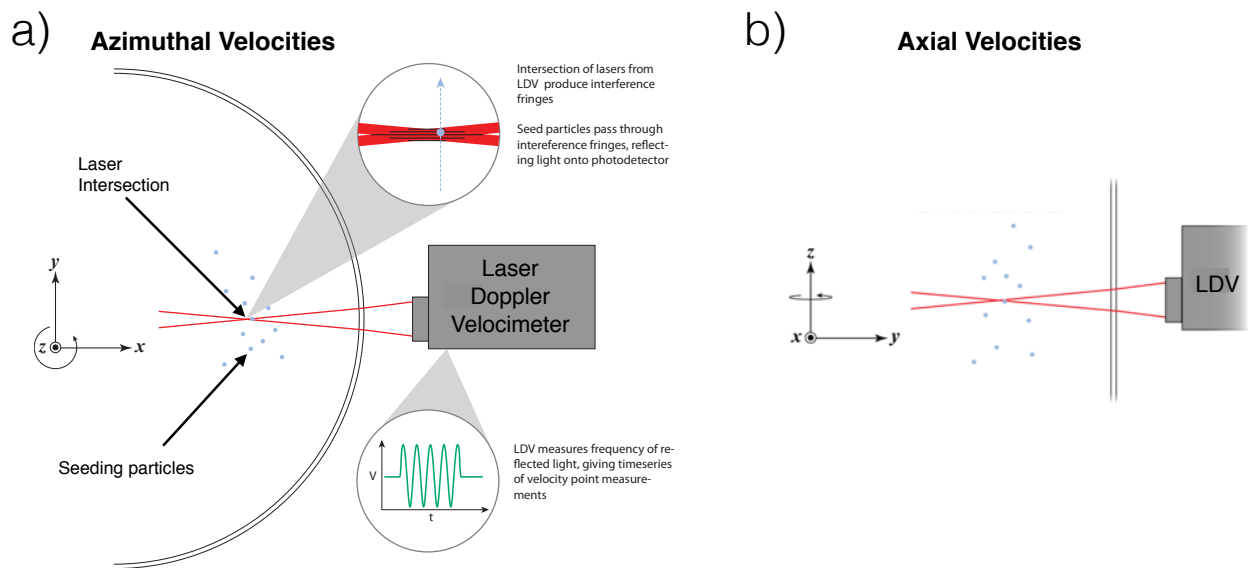 a)
Azimuthal Velocities
Intersection of lasers from
LDV produce interference
fringes
Seed particles pass through
intereference fringes, reflect-
ing light onto photodetector
Laser
Intersection
y
z
x
Laser
Doppler
Velocimeter
Seeding particles
V
t
LDV measures frequency of re-
flected light, giving timeseries
of velocity point measure-
ments
b)
Axial Velocities
z
x
y
LDV